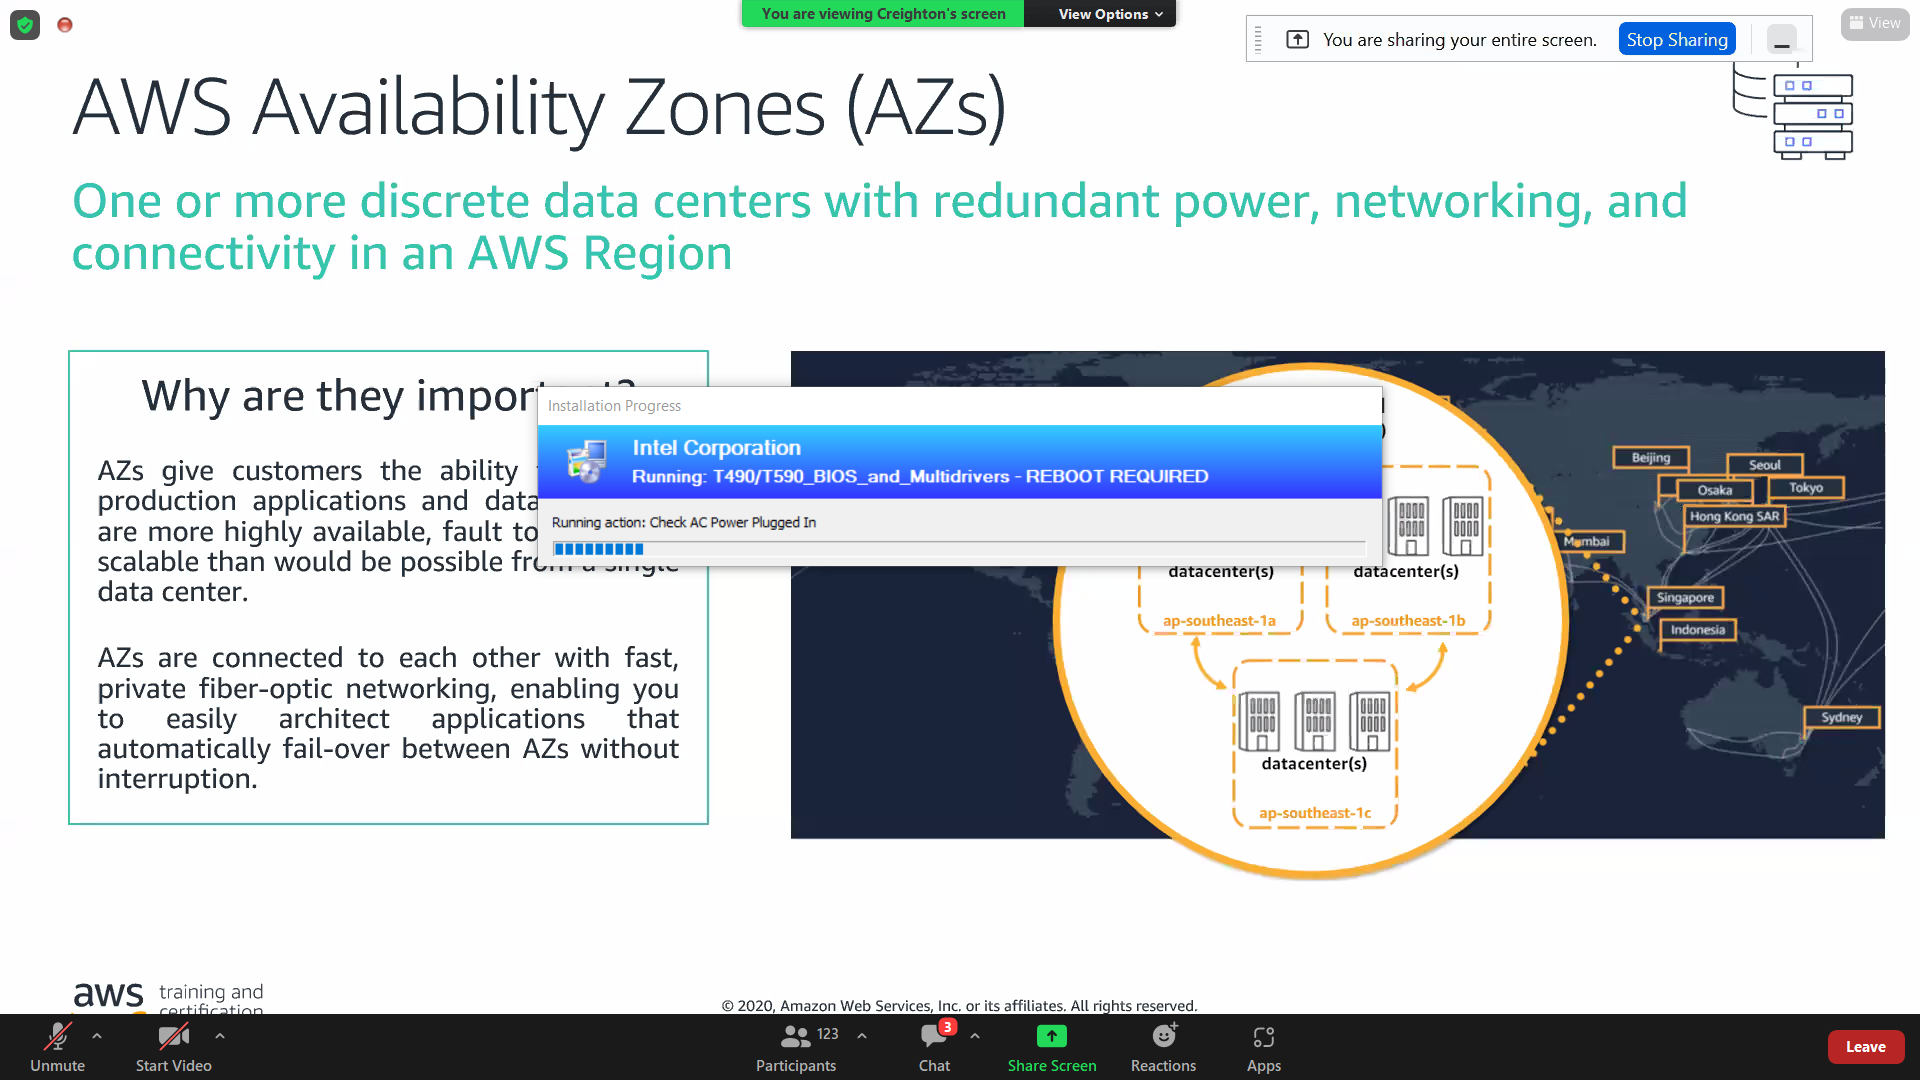 You are viewing Creighton's screen
View Options
You are sharing your entire screen.
Stop Sharing
View
AWS Availability Zones (AZs)
One or more discrete data centers with redundant power, networking, and
connectivity in an AWS Region
Why are they important?
AZs give customers the ability
production applications and data
are more highly available, fault to
scalable than would be possible from a single
data center.
AZs are connected to each other with fast,
private fiber-optic networking, enabling you
to easily architect applications that
automatically fail-over between AZs without
interruption.
Installation Progress
Intel Corporation
Running: T490/T590_BIOS_and_Multidrivers - REBOOT REQUIRED
Running action: Check AC Power Plugged In
datacenter(s)
datacenter(s)
ap-southeast-1a
ap-southeast-1b
datacenter(s)
ap-southeast-1c
Beijing
Seoul
Osaka
Tokyo
Hong Kong SAR
Mumbai
Singapore
Indonesia
Sydney
aws training and
certification
© 2020, Amazon Web Services, Inc. or its affiliates. All rights reserved.
Unmute
Start Video
123
Participants
3
Chat
Share Screen
Reactions
Apps
Leave